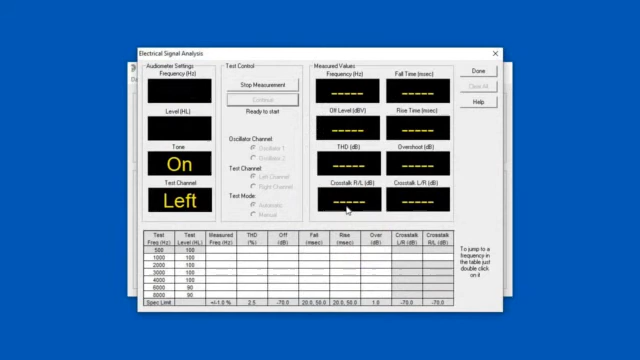 Electrical Signal Analysis
Audiometer Settings
Frequency (Hz)
Level (HL)
Tone
On
Test Channel
Left
Test Control
Stop Measurement
Continue
Ready to start
Oscillator Channel
Oscillator 1
Oscillator 2
Test Channel
Left Channel
Right Channel
Test Mode:
Automatic
Manual
Measured Values
Frequency (Hz) Fall Time (msec)
----- -----
Off Level (dBV) Rise Time (msec)
----- -----
THD (dB) Overshoot (dB)
----- -----
Crosstalk R/L (dB) Crosstalk L/R (dB)
----- -----
Done
Clear All
Help
Test Freq (Hz) Test Level (HL) Measured Freq (Hz) THD (%) Off (dB) Fall (msec) Rise (msec) Over (dB) Crosstalk L/R (dB) Crosstalk R/L (dB)
500 100
1000 100
2000 100
3000 100
4000 100
6000 90
8000 90
Spec Limit +/-1.0 % 2.5 -70.0 20.0, 50.0 20.0, 50.0 1.0 -70.0 -70.0
To jump to a
frequency in
the table just
double click
on it